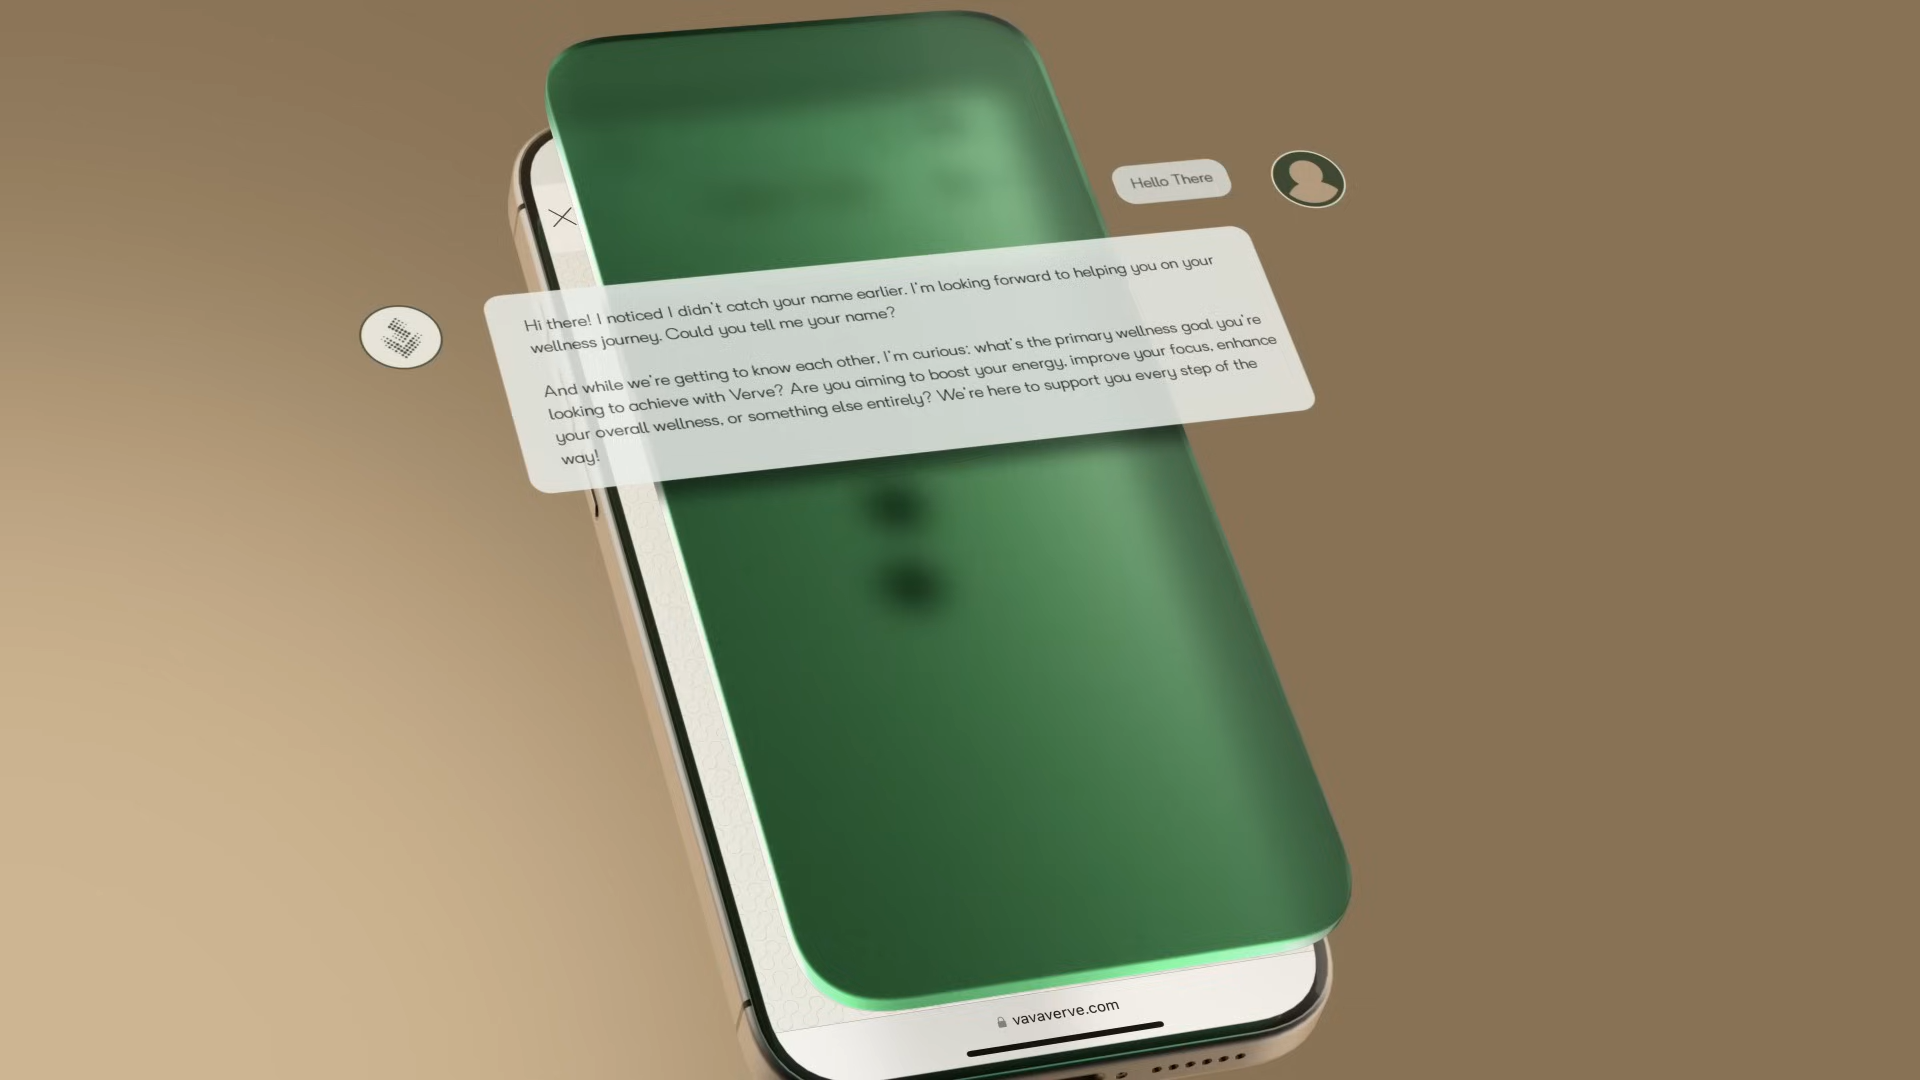 Hello There
Hi there! I noticed I didn't catch your name earlier. I'm looking forward to helping you on your
wellness journey. Could you tell me your name?
And while we're getting to know each other, I'm curious: what's the primary wellness goal you're
looking to achieve with Verve? Are you aiming to boost your energy, improve your focus, enhance
your overall wellness, or something else entirely? We're here to support you every step of the
way!
vavaverve.com